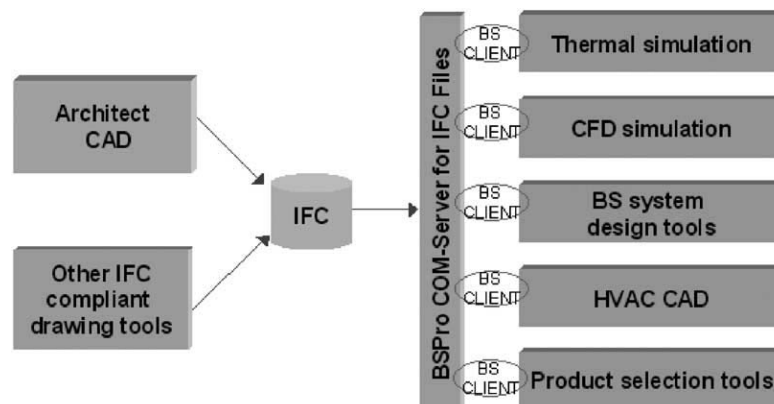 Architect
CAD
Other IFC
compliant
drawing tools
IFC
BSPro COM-Server for IFC Files
BS
CLIENT
Thermal simulation
BS
CLIENT
CFD simulation
BS
CLIENT
BS system
design tools
BS
CLIENT
HVAC CAD
BS
CLIENT
Product selection tools